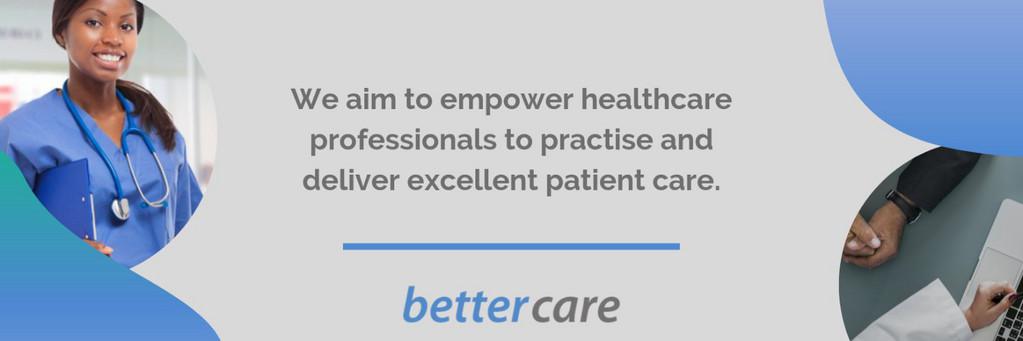 We aim to empower healthcare
professionals to practise and
deliver excellent patient care.
bettercare